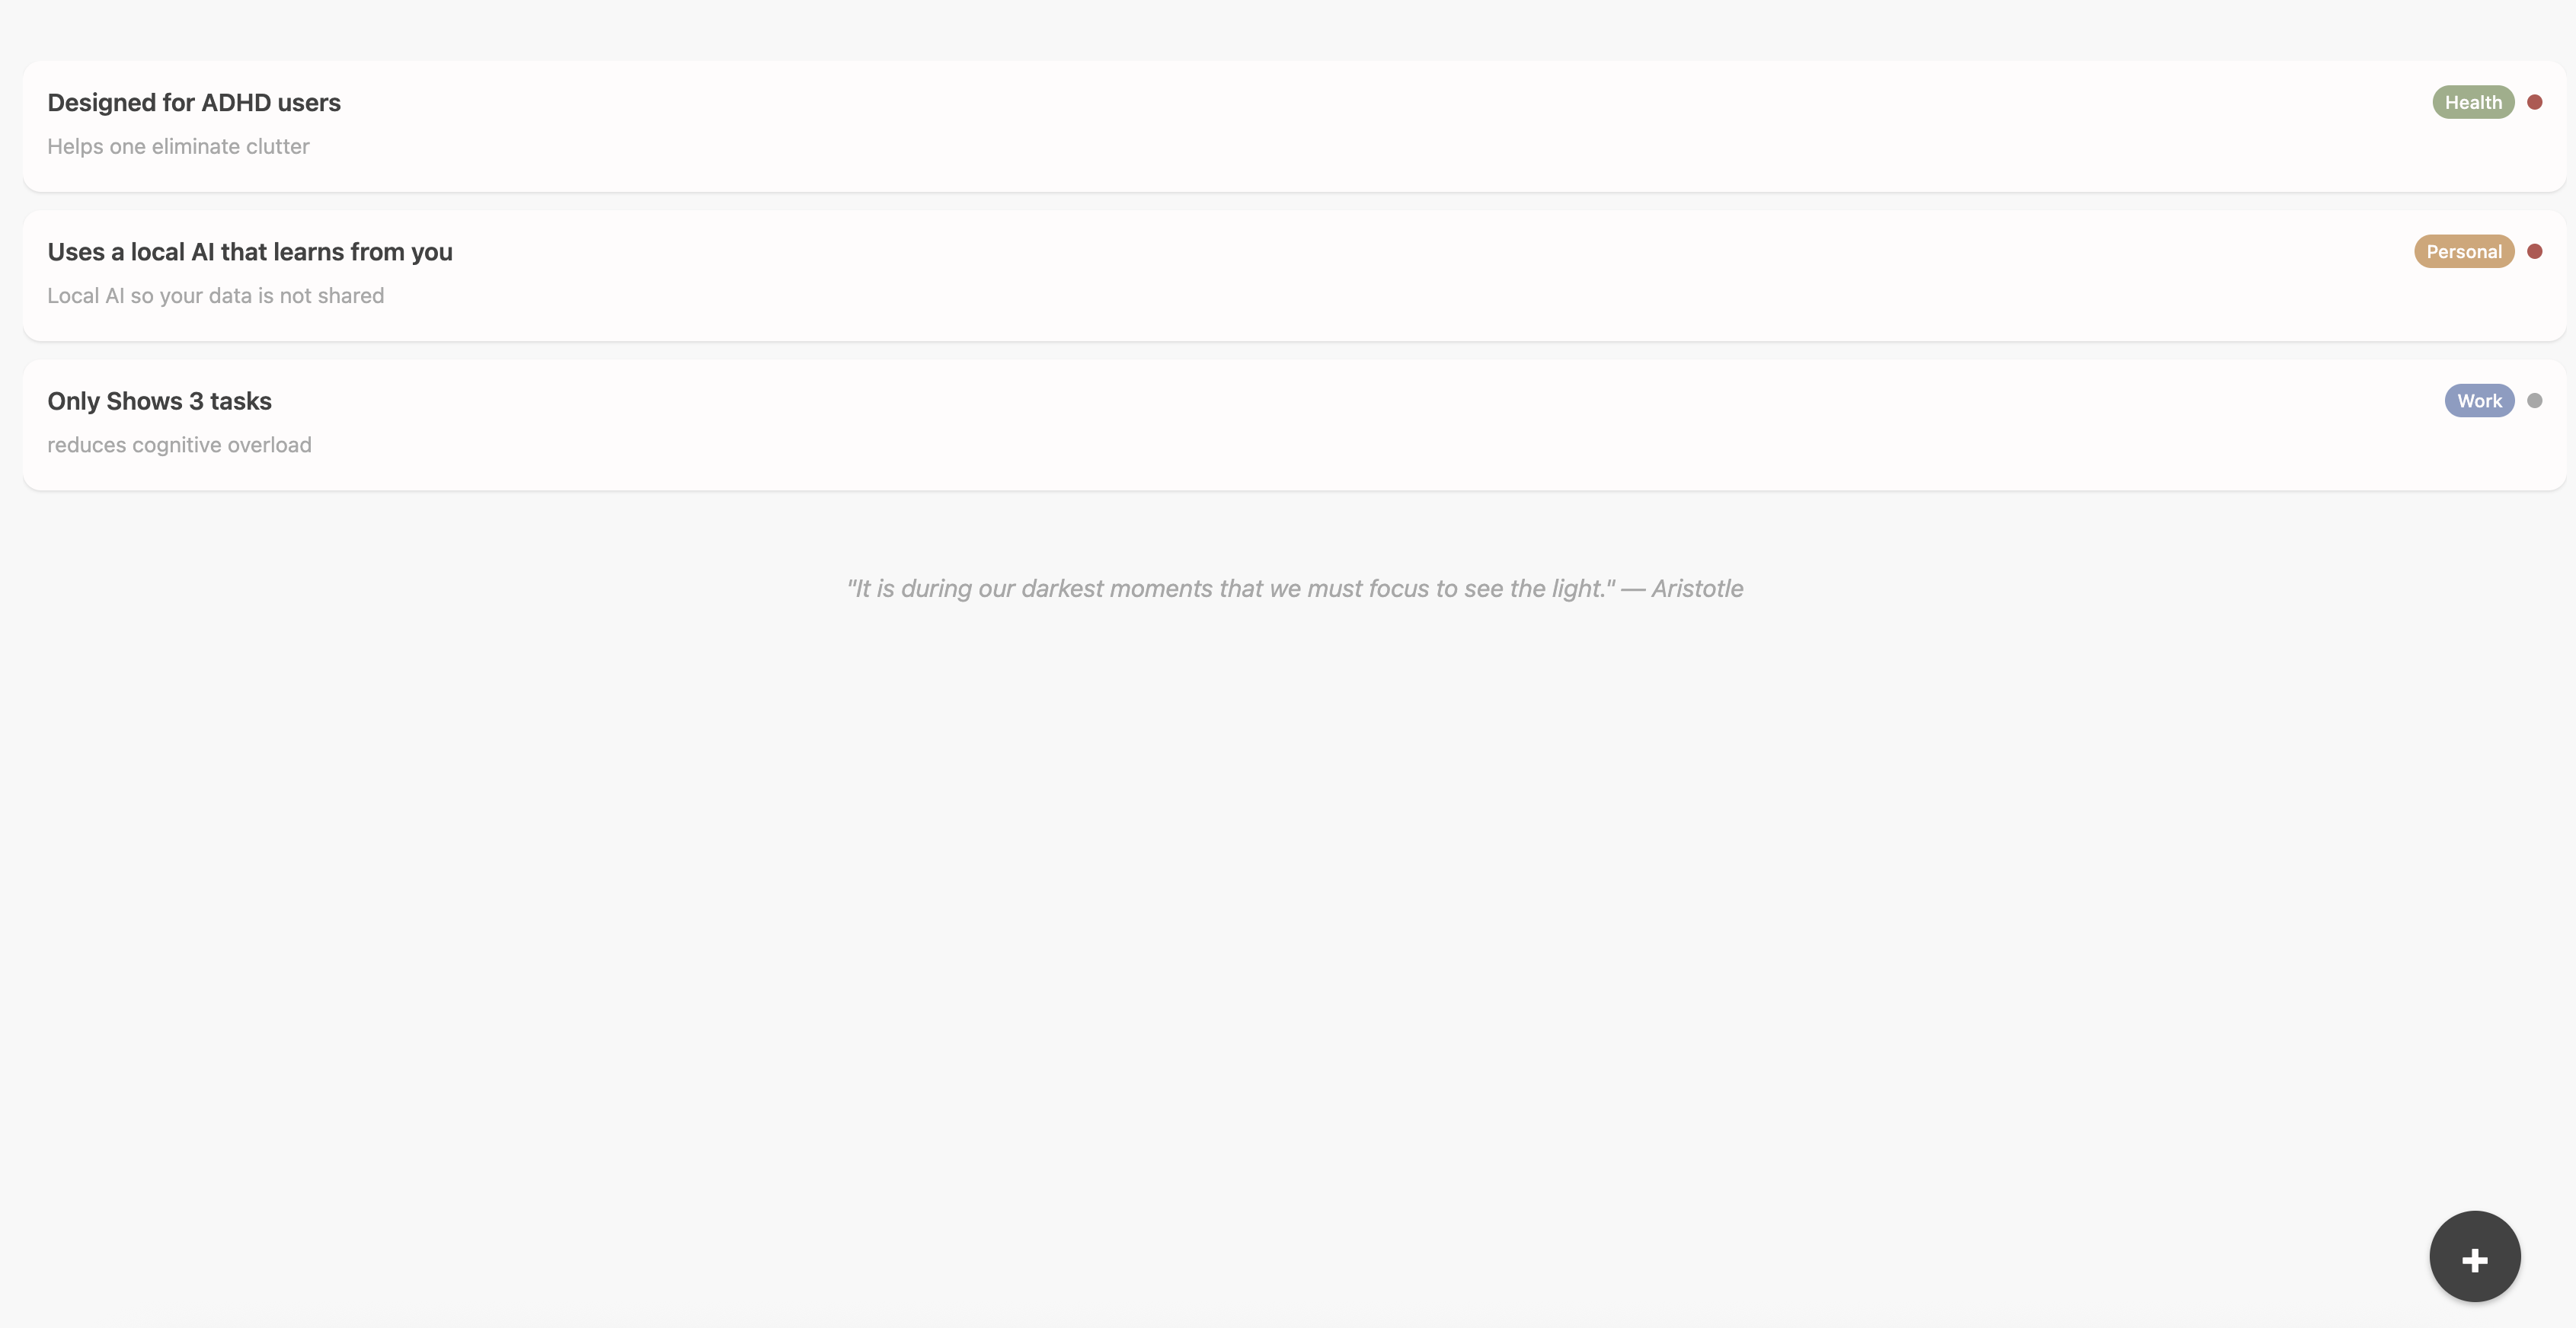 Designed for ADHD users
Health
Helps one eliminate clutter
Uses a local AI that learns from you
Personal
Local AI so your data is not shared
Only Shows 3 tasks
Work
reduces cognitive overload
"It is during our darkest moments that we must focus to see the light." — Aristotle
+